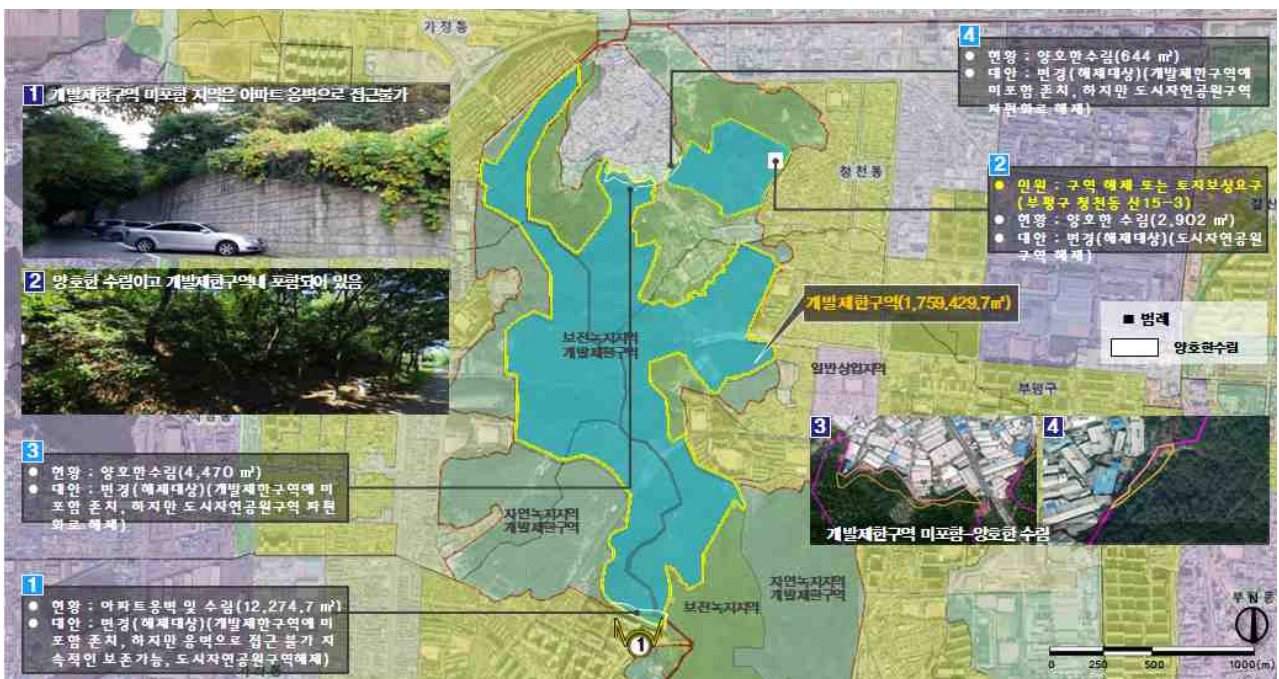 가정동
4
● 현황 : 양호한수림(644 ㎡)
● 대안 : 변경(해제대상)(개발제한구역에
미포함 존치, 하지만 도시자연공원구역
파편화로 해제)
1 개발제한구역 미포함 지역은 아파트 옹벽으로 접근불가
청천동
2
● 민원 : 구역 해제 또는 토지보상요구
(부평구 청천동 산15-3)
● 현황 : 양호한 수림(2,902 ㎡)
● 대안 : 변경(해제대상)(도시자연공원
구역 해제)
2 양호한 수림이고 개발제한구역내 포함되어 있음
개발제한구역(1,759,429.7㎡)
■ 범례
양호한수림
보전녹지지역
개발제한구역
일반상업지역
부평구
3
● 현황 : 양호한수림(4,470 ㎡)
● 대안 : 변경(해제대상)(개발제한구역에 미
포함 존치, 하지만 도시자연공원구역 파편
화로 해제)
3
4
개발제한구역 미포함-양호한 수림
자연녹지지역
개발제한구역
자연녹지지역
개발제한구역
보전녹지지역
1
● 현황 : 아파트옹벽 및 수림(12,274.7 ㎡)
● 대안 : 변경(해제대상)(개발제한구역에 미
포함 존치, 하지만 옹벽으로 접근 불가 지
속적인 보존가능, 도시자연공원구역해제)
1
0 250 500 1000(m)